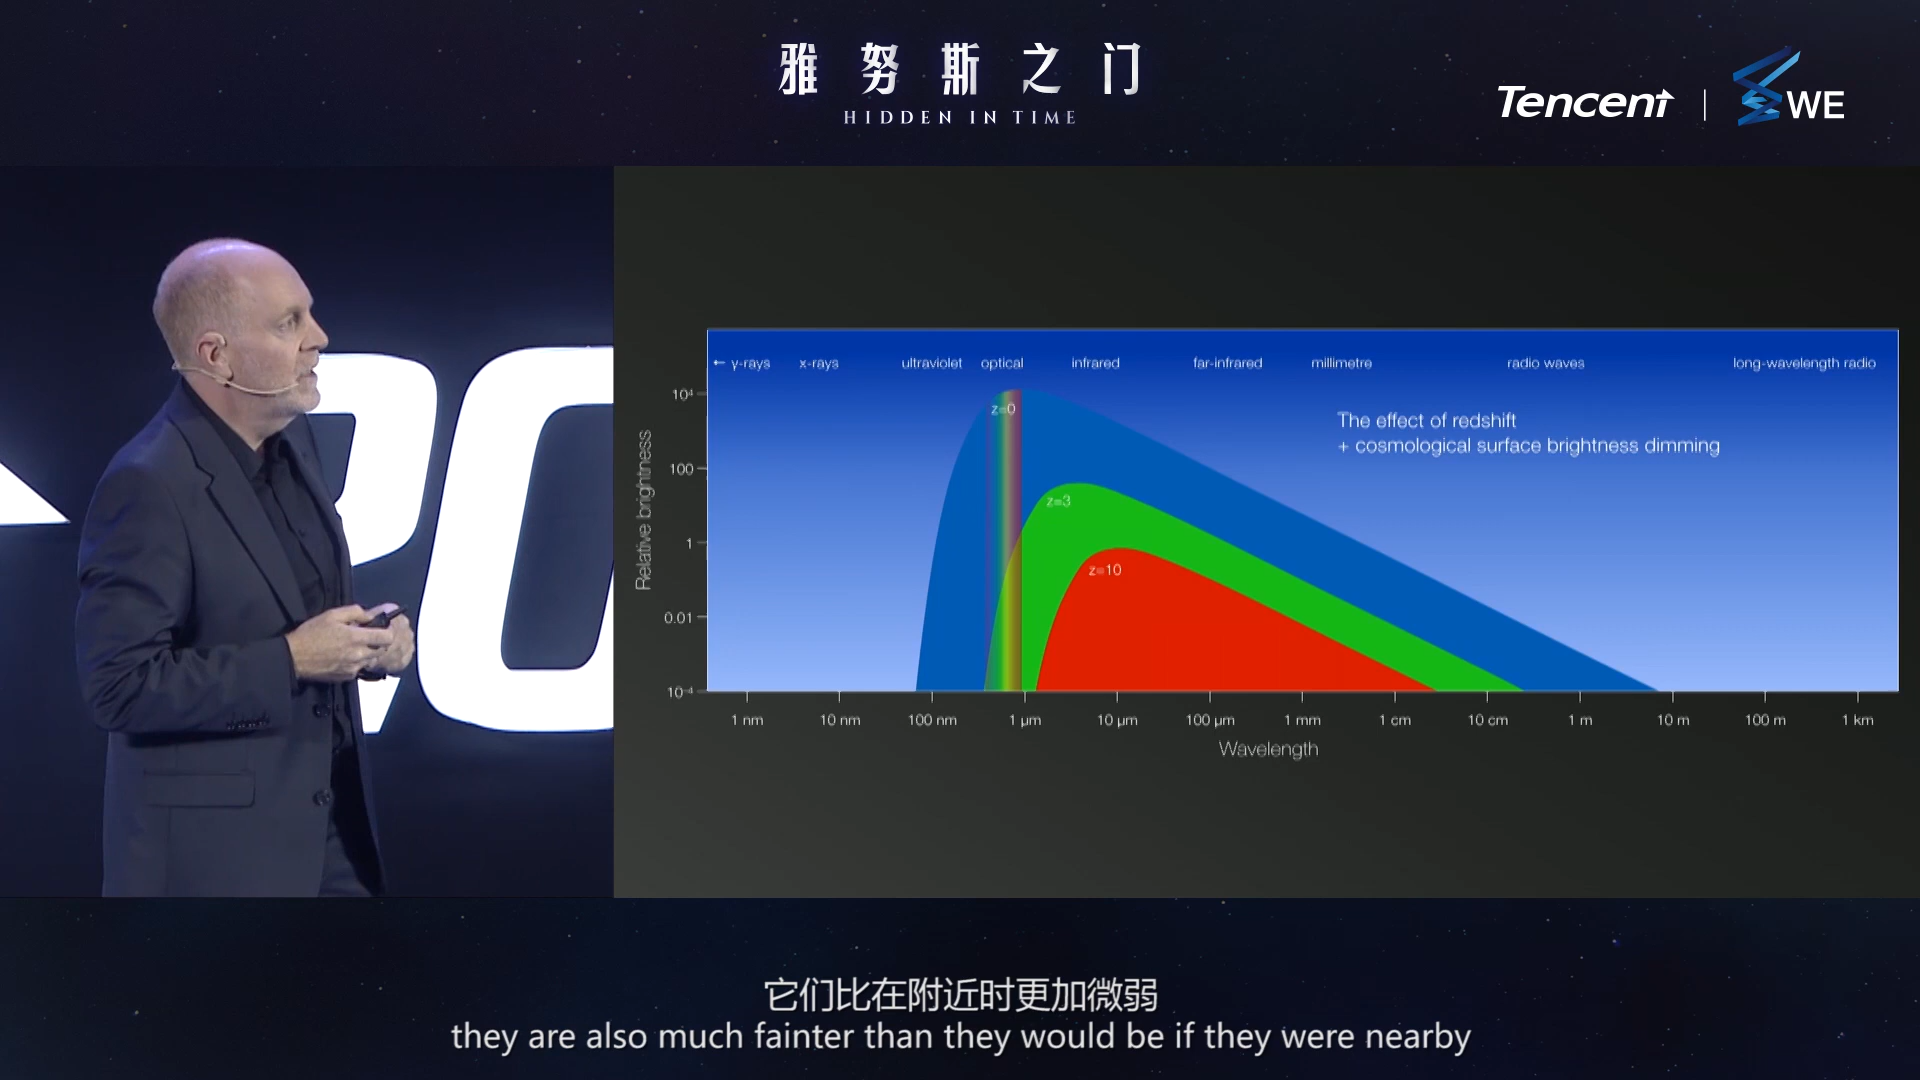 雅努斯之门
HIDDEN IN TIME
Tencent | WE
← γ-rays x-rays ultraviolet optical infrared far-infrared millimetre radio waves long-wavelength radio
The effect of redshift
+ cosmological surface brightness dimming
z=0
z=3
z=10
Relative brightness
10⁴
100
1
0.01
10⁻⁴
1 nm 10 nm 100 nm 1 µm 10 µm 100 µm 1 mm 1 cm 10 cm 1 m 10 m 100 m 1 km
Wavelength
它们比在附近时更加微弱
they are also much fainter than they would be if they were nearby